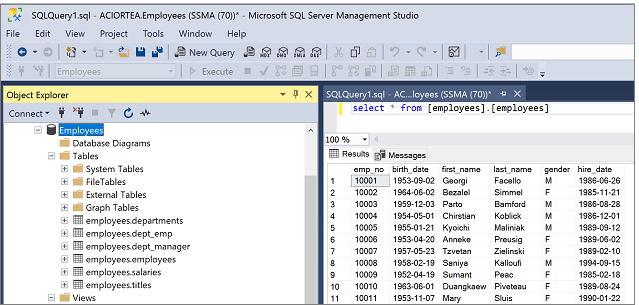 SQLQuery1.sql - ACIORTEA.Employees (SSMA (70))* - Microsoft SQL Server Management Studio
File Edit View Project Tools Window Help
New Query MDX DMX XMLA DAX
Employees Execute
Object Explorer
Connect
Employees
Database Diagrams
Tables
System Tables
FileTables
External Tables
Graph Tables
employees.departments
employees.dept_emp
employees.dept_manager
employees.employees
employees.salaries
employees.titles
Views
SQLQuery1.sql - AC...loyees (SSMA (70))*
select * from [employees].[employees]
100 %
Results Messages
emp_no birth_date first_name last_name gender hire_date
1 10001 1953-09-02 Georgi Facello M 1986-06-26
2 10002 1964-06-02 Bezalel Simmel F 1985-11-21
3 10003 1959-12-03 Parto Bamford M 1986-08-28
4 10004 1954-05-01 Chirstian Koblick M 1986-12-01
5 10005 1955-01-21 Kyoichi Maliniak M 1989-09-12
6 10006 1953-04-20 Anneke Preusig F 1989-06-02
7 10007 1957-05-23 Tzvetan Zielinski F 1989-02-10
8 10008 1958-02-19 Saniya Kalloufi M 1994-09-15
9 10009 1952-04-19 Sumant Peac F 1985-02-18
10 10010 1963-06-01 Duangkaew Piveteau F 1989-08-24
11 10011 1953-11-07 Mary Sluis F 1990-01-22